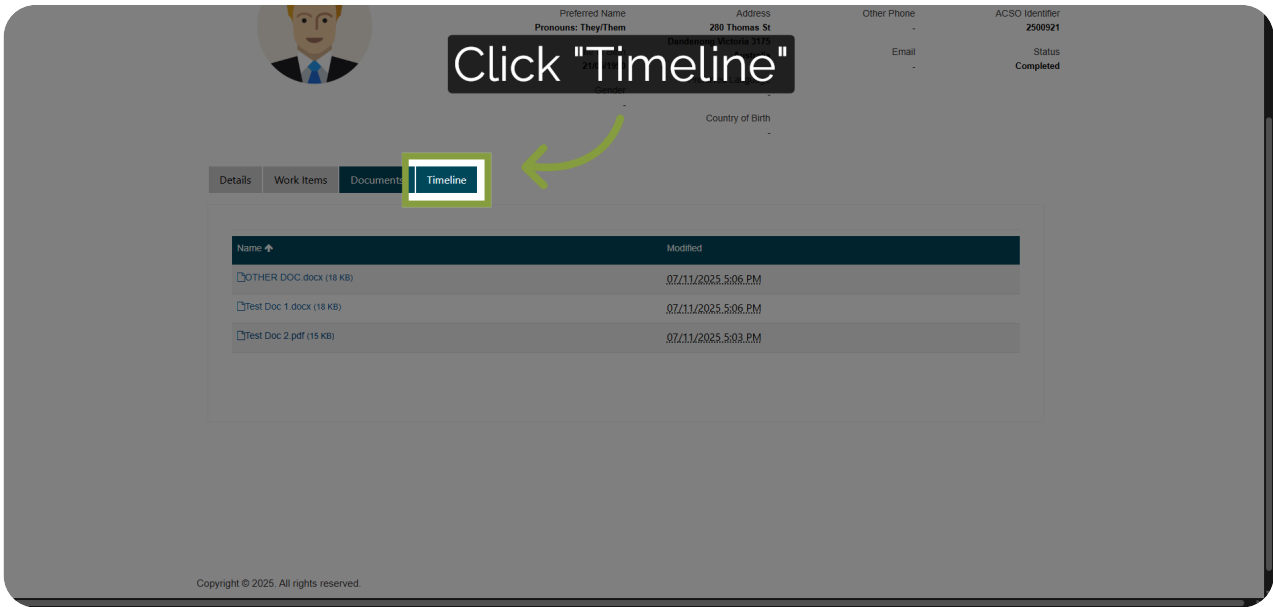 Preferred Name
Pronouns: They/Them
Address
280 Thomas St
Dandenong Victoria 3175
Other Phone
-
ACSO Identifier
2500921
Email
-
Status
Completed
Click "Timeline"
Gender
-
-
Country of Birth
-
Details
Work Items
Documents
Timeline
Name
Modified
OTHER DOC.docx (18 KB)
07/11/2025 5:06 PM
Test Doc 1.docx (18 KB)
07/11/2025 5:06 PM
Test Doc 2.pdf (15 KB)
07/11/2025 5:03 PM
Copyright © 2025. All rights reserved.